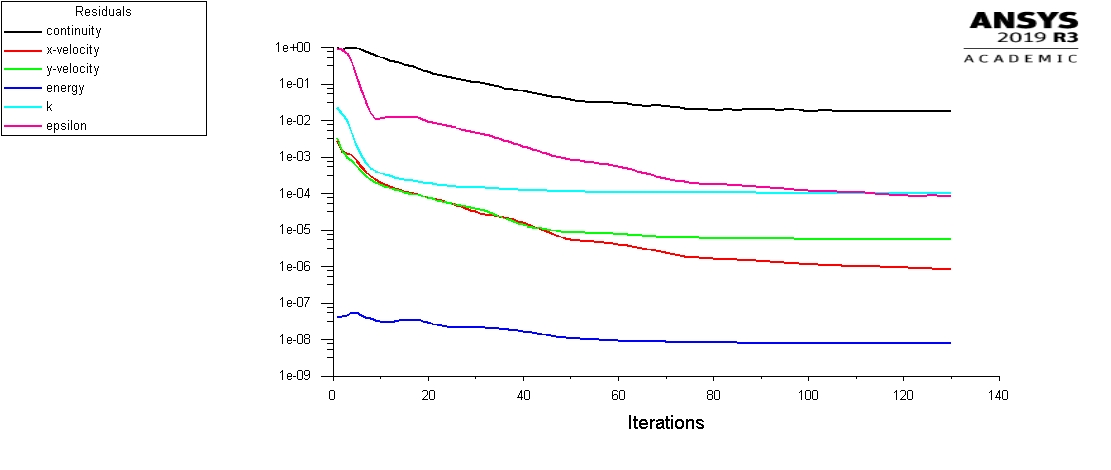 Residuals
continuity
x-velocity
y-velocity
energy
k
epsilon
ANSYS
2019 R3
ACADEMIC
1e+00
1e-01
1e-02
1e-03
1e-04
1e-05
1e-06
1e-07
1e-08
1e-09
0 20 40 60 80 100 120 140
Iterations